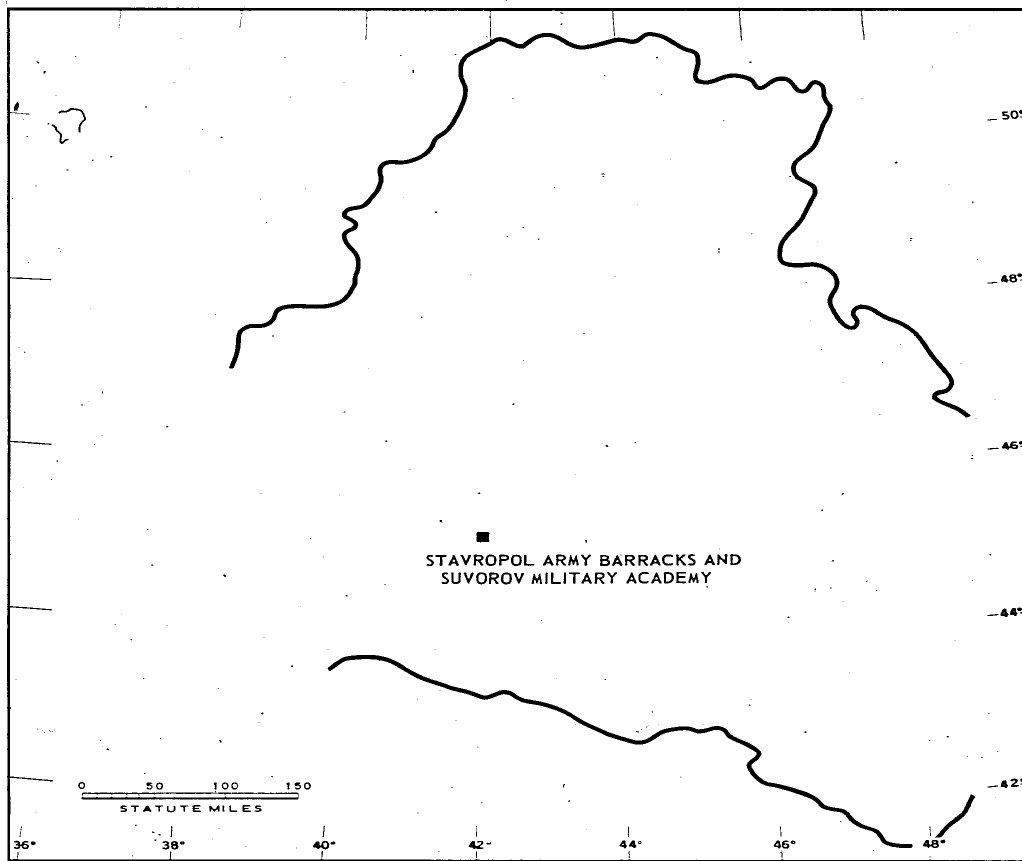 50°
48°
46°
STAVROPOL ARMY BARRACKS AND
SUVOROV MILITARY ACADEMY
44°
42°
0 50 100 150
STATUTE MILES
36° 38° 40° 42° 44° 46° 48°